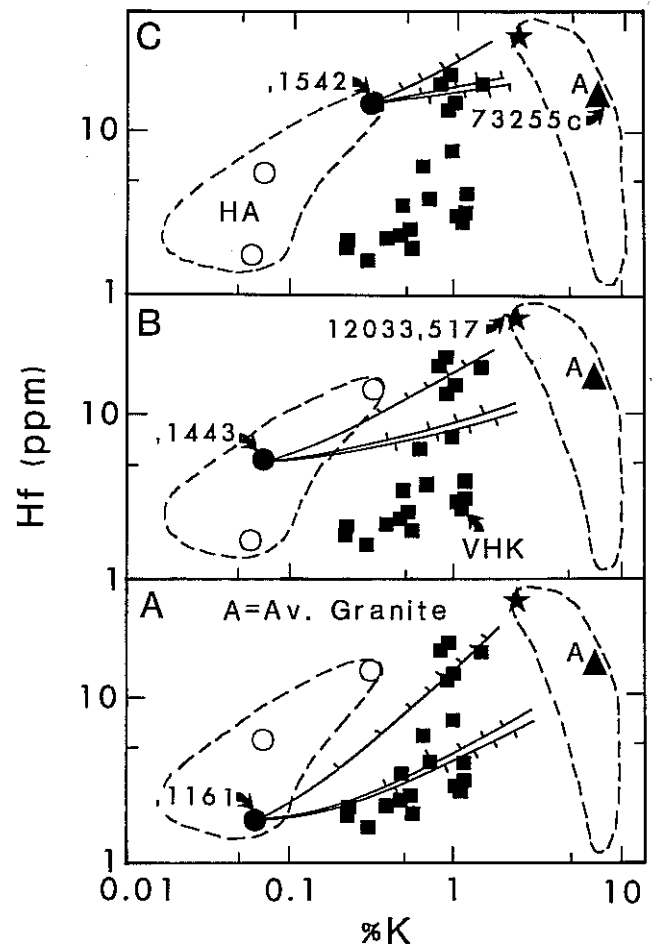 C
,1542
10
A
73255c
HA
1
B
12033,517
A
10
,1443
VHK
1
A
A=Av. Granite
A
10
,1161
1
0.01
0.1
1
10
%K
Hf (ppm)